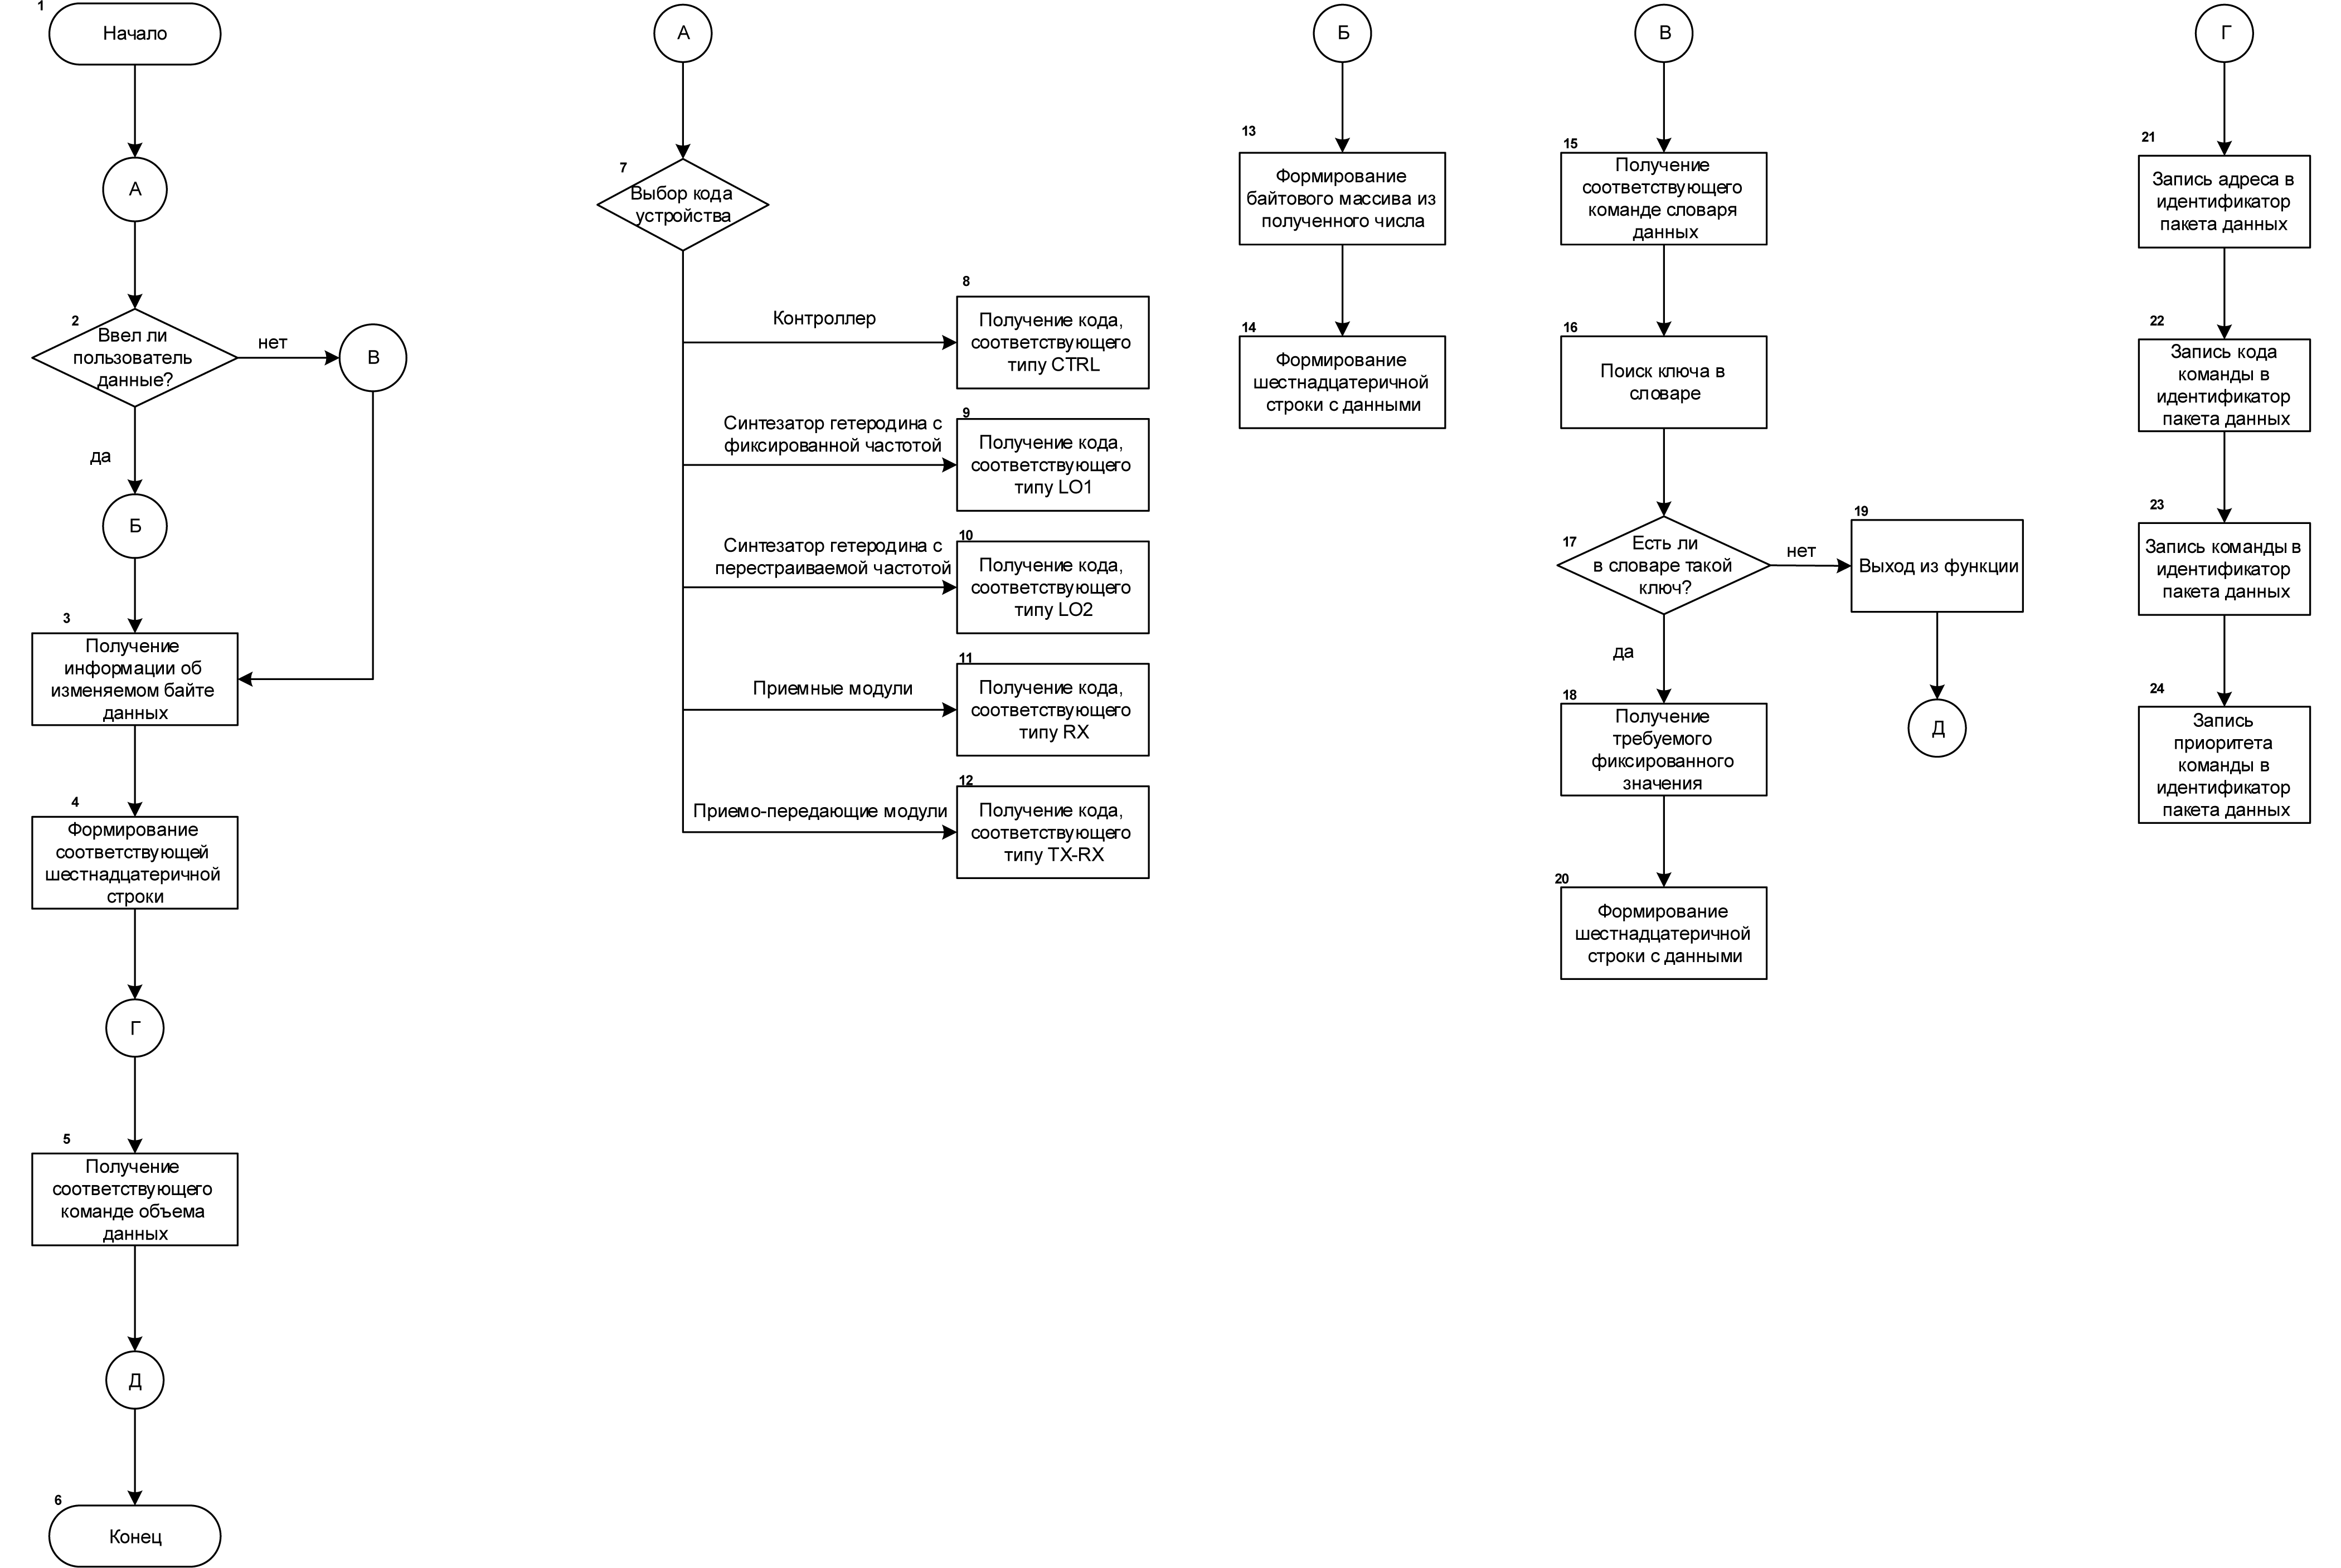 1
Начало
А
2
Ввел ли
пользователь
данные?
нет
В
да
Б
3
Получение
информации об
изменяемом байте
данных
4
Формирование
соответствующей
шестнадцатеричной
строки
Г
5
Получение
соответствующего
команде объема
данных
Д
6
Конец
А
7
Выбор кода
устройства
Контроллер
8
Получение кода,
соответствующего
типу CTRL
Синтезатор гетеродина с
фиксированной частотой
9
Получение кода,
соответствующего
типу LO1
Синтезатор гетеродина с
перестраиваемой частотой
10
Получение кода,
соответствующего
типу LO2
Приемные модули
11
Получение кода,
соответствующего
типу RX
Приемо-передающие модули
12
Получение кода,
соответствующего
типу TX-RX
Б
13
Формирование
байтового массива из
полученного числа
14
Формирование
шестнадцатеричной
строки с данными
В
15
Получение
соответствующего
команде словаря
данных
16
Поиск ключа в
словаре
17
Есть ли
в словаре такой
ключ?
нет
19
Выход из функции
Д
да
18
Получение
требуемого
фиксированного
значения
20
Формирование
шестнадцатеричной
строки с данными
Г
21
Запись адреса в
идентификатор
пакета данных
22
Запись кода
команды в
идентификатор
пакета данных
23
Запись команды в
идентификатор
пакета данных
24
Запись
приоритета
команды в
идентификатор
пакета данных